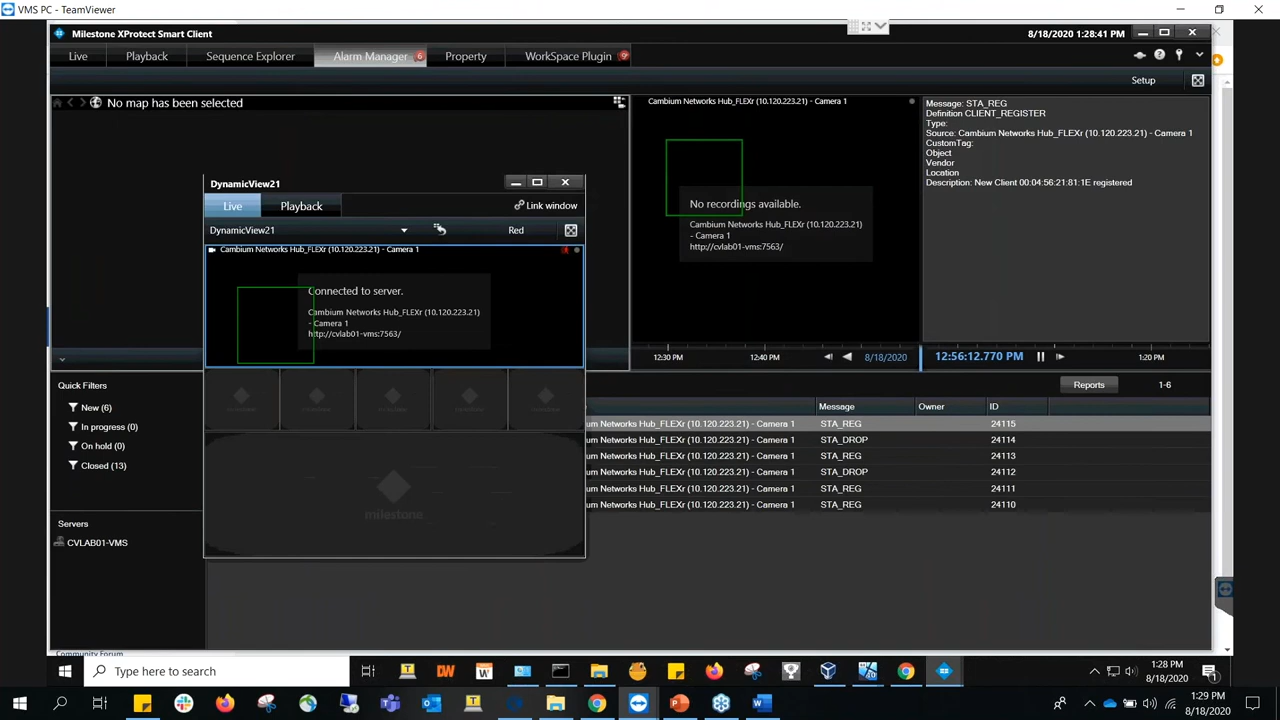 VMS PC - TeamViewer
Milestone XProtect Smart Client
8/18/2020 1:28:41 PM
Live
Playback
Sequence Explorer
Alarm Manager
6
Property
WorkSpace Plugin
Setup
No map has been selected
Cambium Networks Hub_FLEXr (10.120.223.21) - Camera 1
No recordings available.
Cambium Networks Hub_FLEXr (10.120.223.21)
- Camera 1
http://cvlab01-vms:7563/
Message: STA_REG
Definition CLIENT_REGISTER
Type:
Source: Cambium Networks Hub_FLEXr (10.120.223.21) - Camera 1
CustomTag:
Object
Vendor
Location
Description: New Client 00:04:56:21:81:1E registered
DynamicView21
Live
Playback
Link window
DynamicView21
Red
Cambium Networks Hub_FLEXr (10.120.223.21) - Camera 1
Connected to server.
Cambium Networks Hub_FLEXr (10.120.223.21)
- Camera 1
http://cvlab01-vms:7563/
milestone
12:30 PM
12:40 PM
8/18/2020
12:56:12.770 PM
1:20 PM
Quick Filters
New (6)
In progress (0)
On hold (0)
Closed (13)
Servers
CVLAB01-VMS
Reports
1-6
Message
Owner
ID
um Networks Hub_FLEXr (10.120.223.21) - Camera 1 STA_REG 24115
um Networks Hub_FLEXr (10.120.223.21) - Camera 1 STA_DROP 24114
um Networks Hub_FLEXr (10.120.223.21) - Camera 1 STA_REG 24113
um Networks Hub_FLEXr (10.120.223.21) - Camera 1 STA_DROP 24112
um Networks Hub_FLEXr (10.120.223.21) - Camera 1 STA_REG 24111
um Networks Hub_FLEXr (10.120.223.21) - Camera 1 STA_REG 24110
Community Forum
Type here to search
1:28 PM
8/18/2020
1:29 PM
8/18/2020